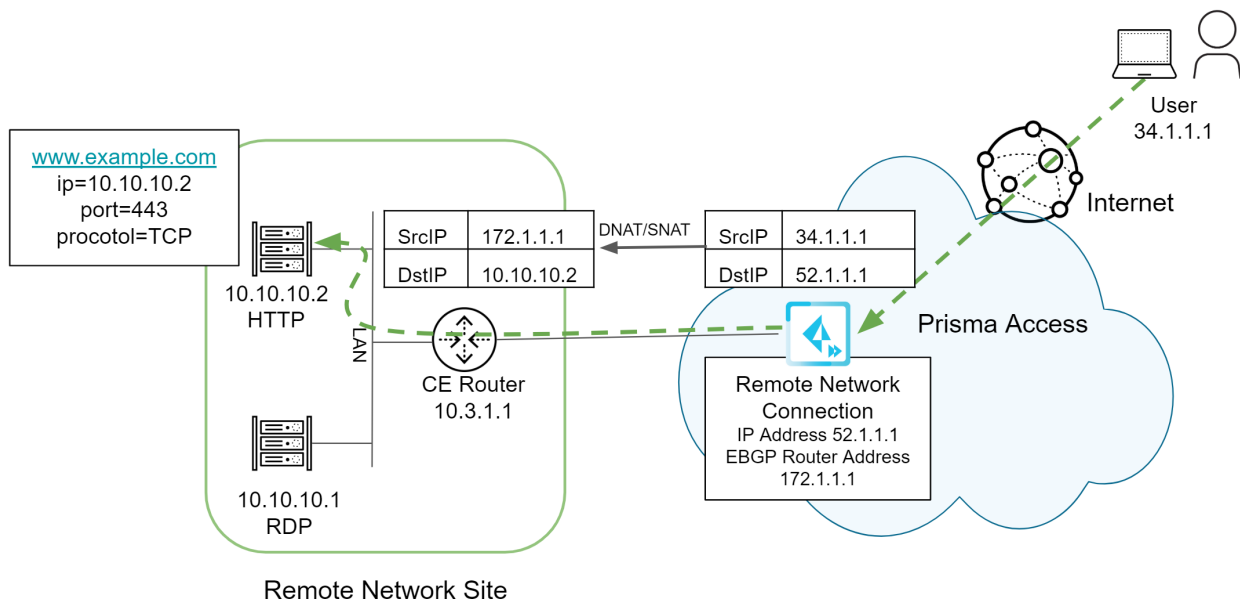 User
34.1.1.1
Internet
www.example.com
ip=10.10.10.2
port=443
procotol=TCP
SrcIP 172.1.1.1
DstIP 10.10.10.2
DNAT/SNAT
SrcIP 34.1.1.1
DstIP 52.1.1.1
10.10.10.2
HTTP
LAN
CE Router
10.3.1.1
Prisma Access
Remote Network
Connection
IP Address 52.1.1.1
EBGP Router Address
172.1.1.1
10.10.10.1
RDP
Remote Network Site